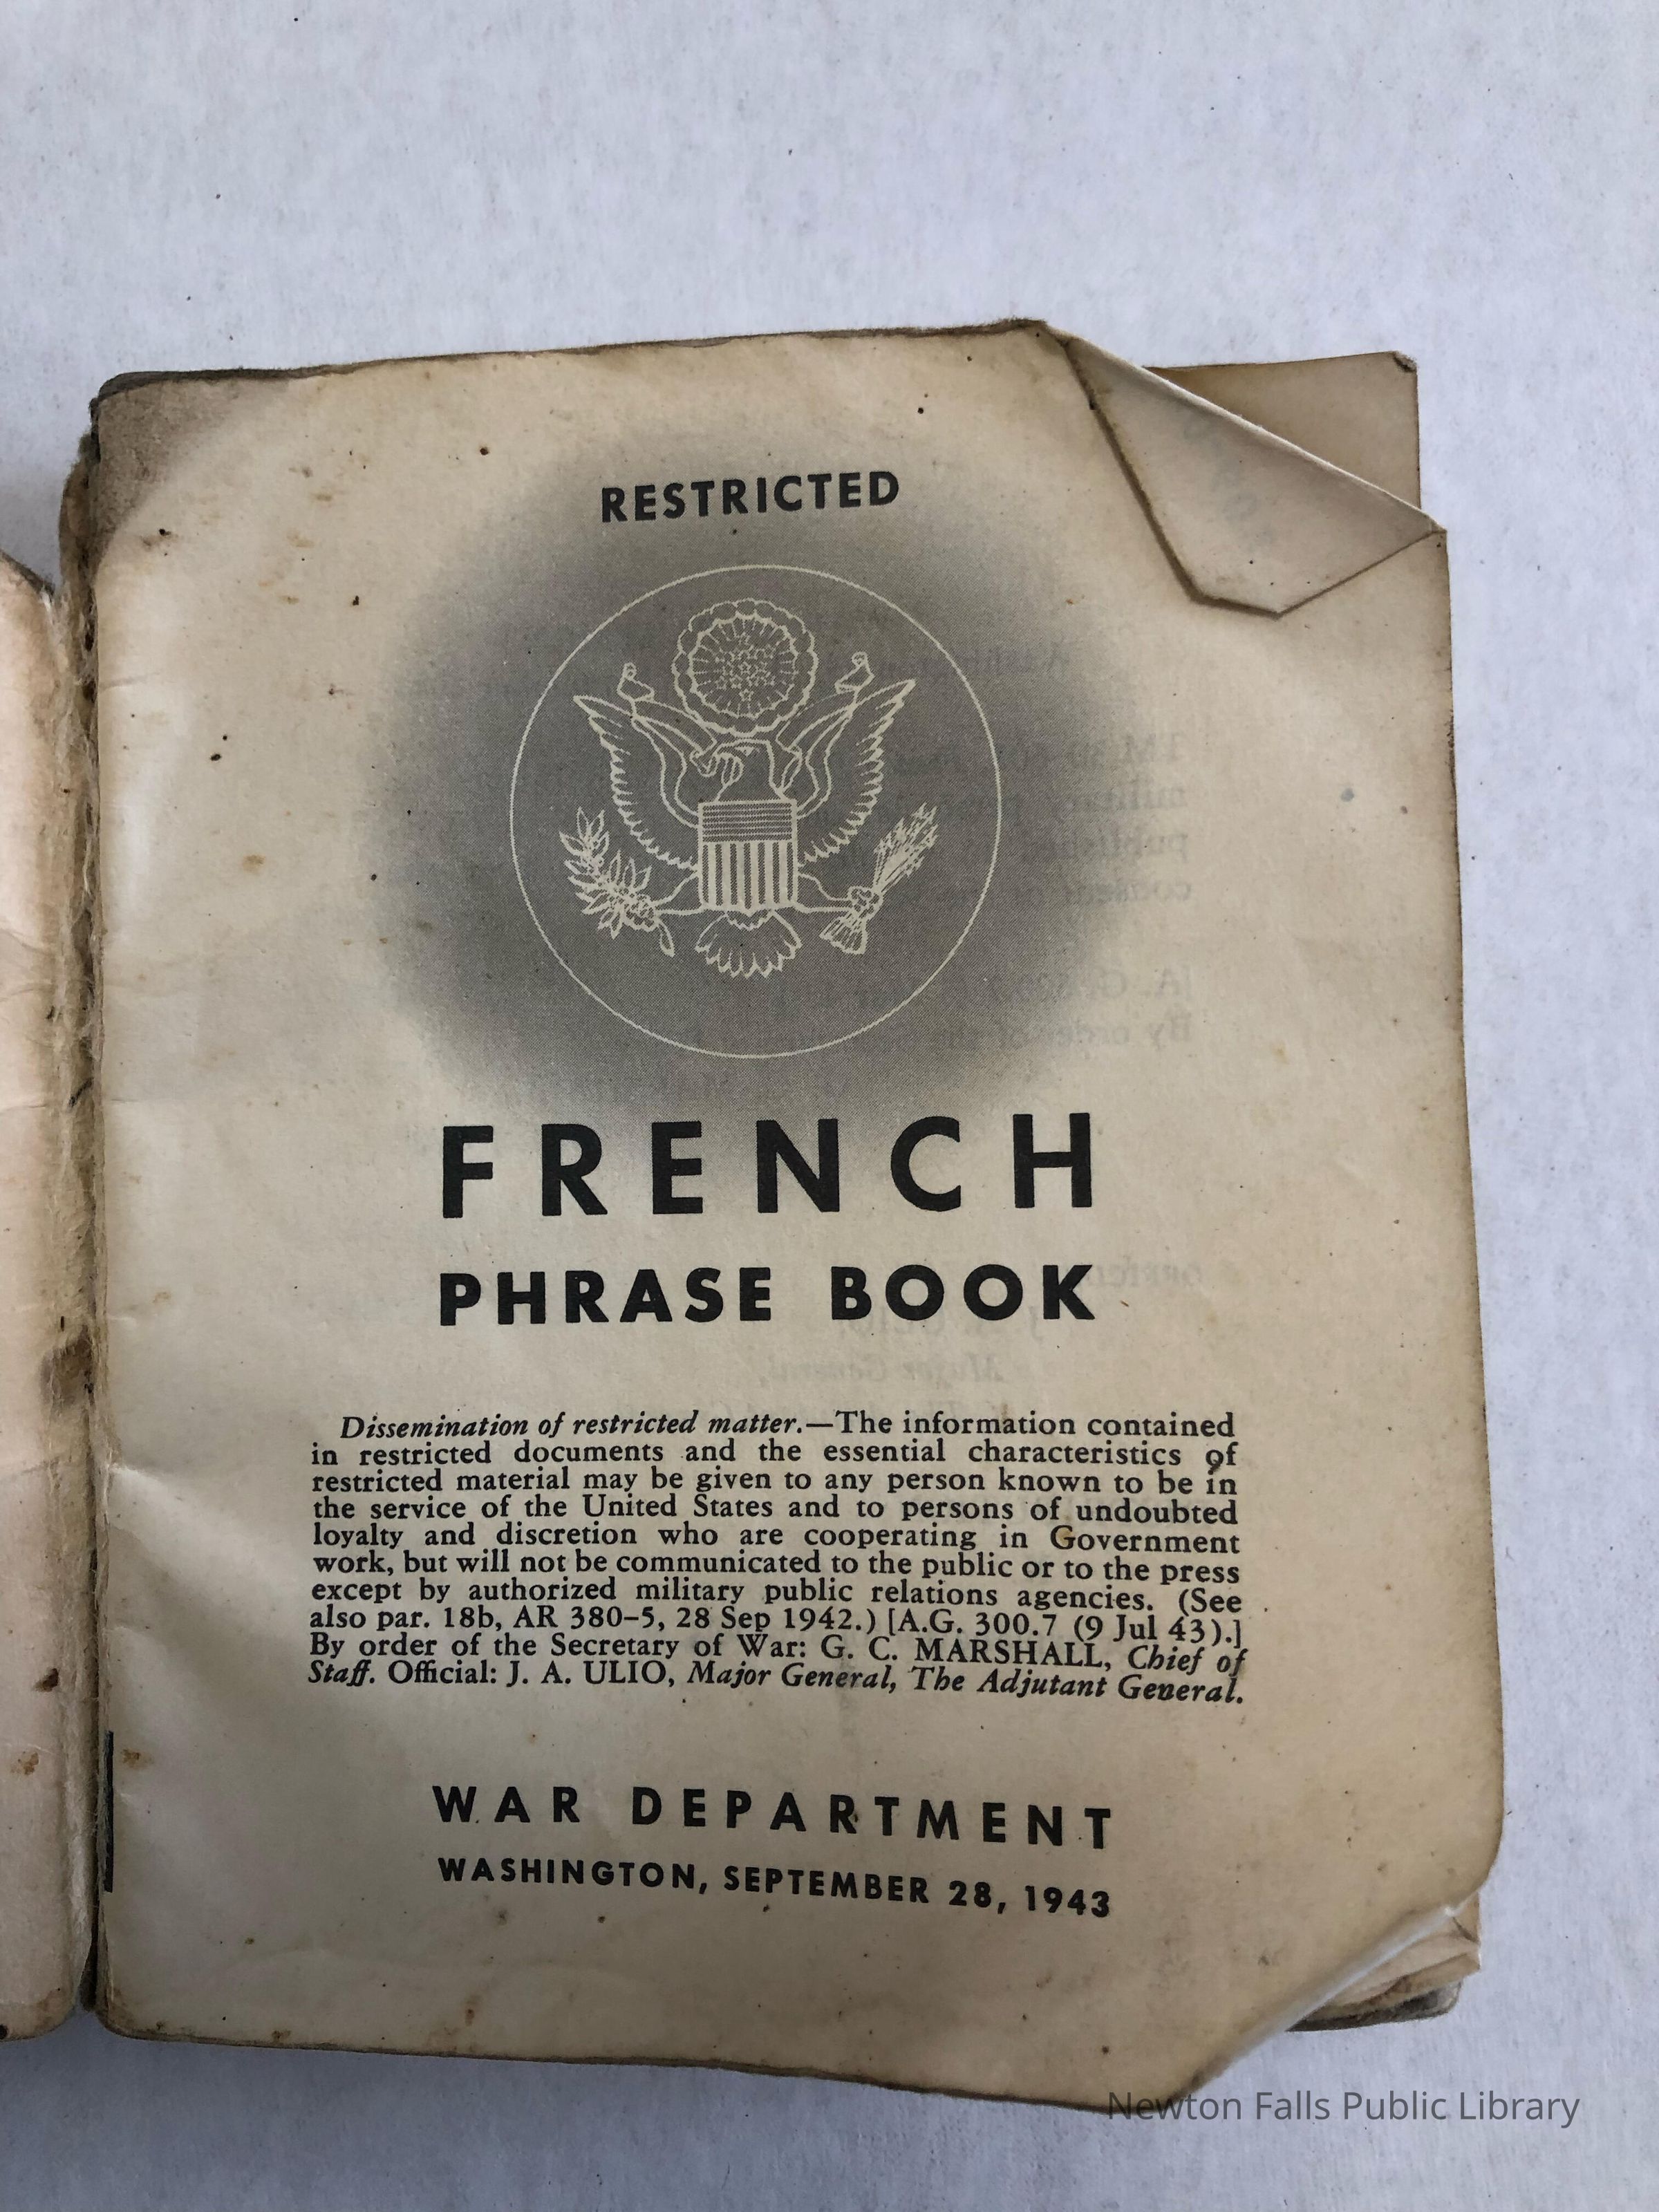 RESTRICTED
FRENCH
PHRASE BOOK
Dissemination of restricted matter.—The information contained
in restricted documents and the essential characteristics of
restricted material may be given to any person known to be in
the service of the United States and to persons of undoubted
loyalty and discretion who are cooperating in Government
work, but will not be communicated to the public or to the press
except by authorized military public relations agencies. (See
also par. 18b, AR 380–5, 28 Sep 1942.) [A.G. 300.7 (9 Jul 43).]
By order of the Secretary of War: G. C. MARSHALL, Chief of
Staff. Official: J. A. ULIO, Major General, The Adjutant General.
WAR DEPARTMENT
WASHINGTON, SEPTEMBER 28, 1943
Newton Falls Public Library